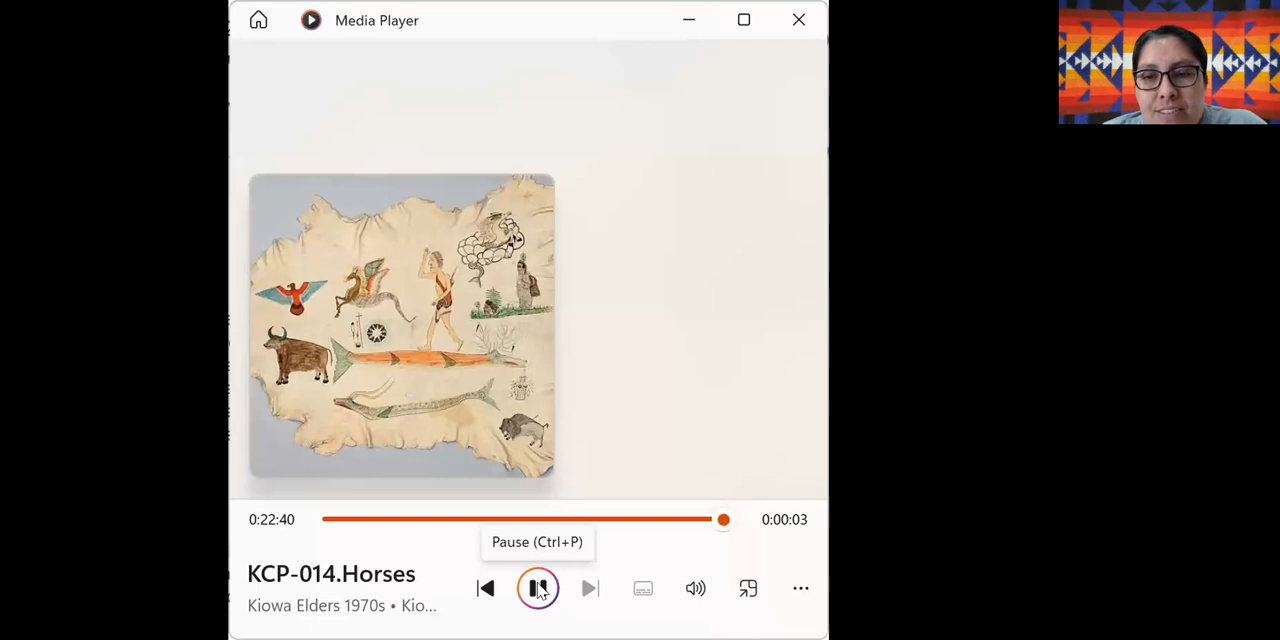 Media Player
0:22:40
0:00:03
Pause (Ctrl+P)
KCP-014.Horses
Kiowa Elders 1970s • Kio...